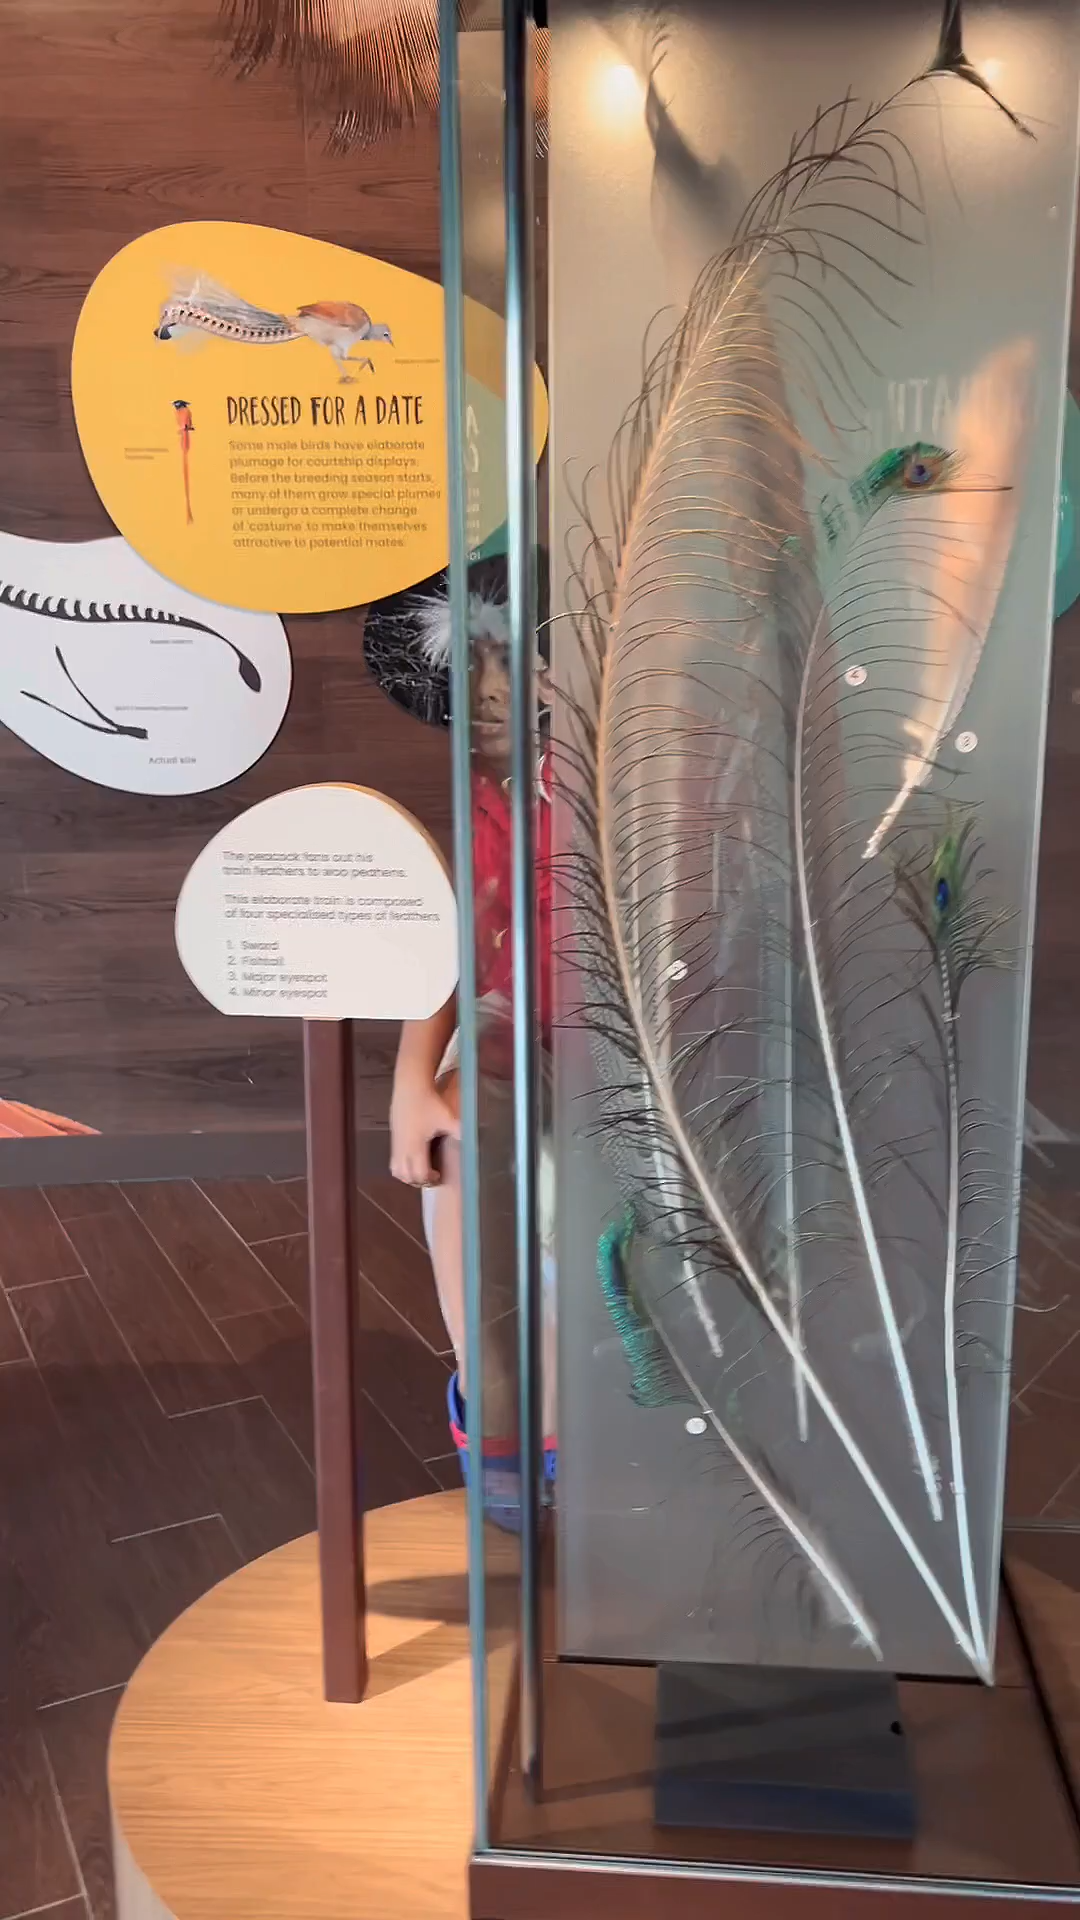 DRESSED FOR A DATE
Some male birds have elaborate
plumage for courtship displays.
Before the breeding season starts,
many of them grow special plumes
or undergo a complete change
of 'costume' to make themselves
attractive to potential mates.
Actual size
The peacock fans out his
train feathers to woo peahens.
This elaborate train is composed
of four specialised types of feathers.
1. Sword
2. Fishtail
3. Major eyespot
4. Minor eyespot
4